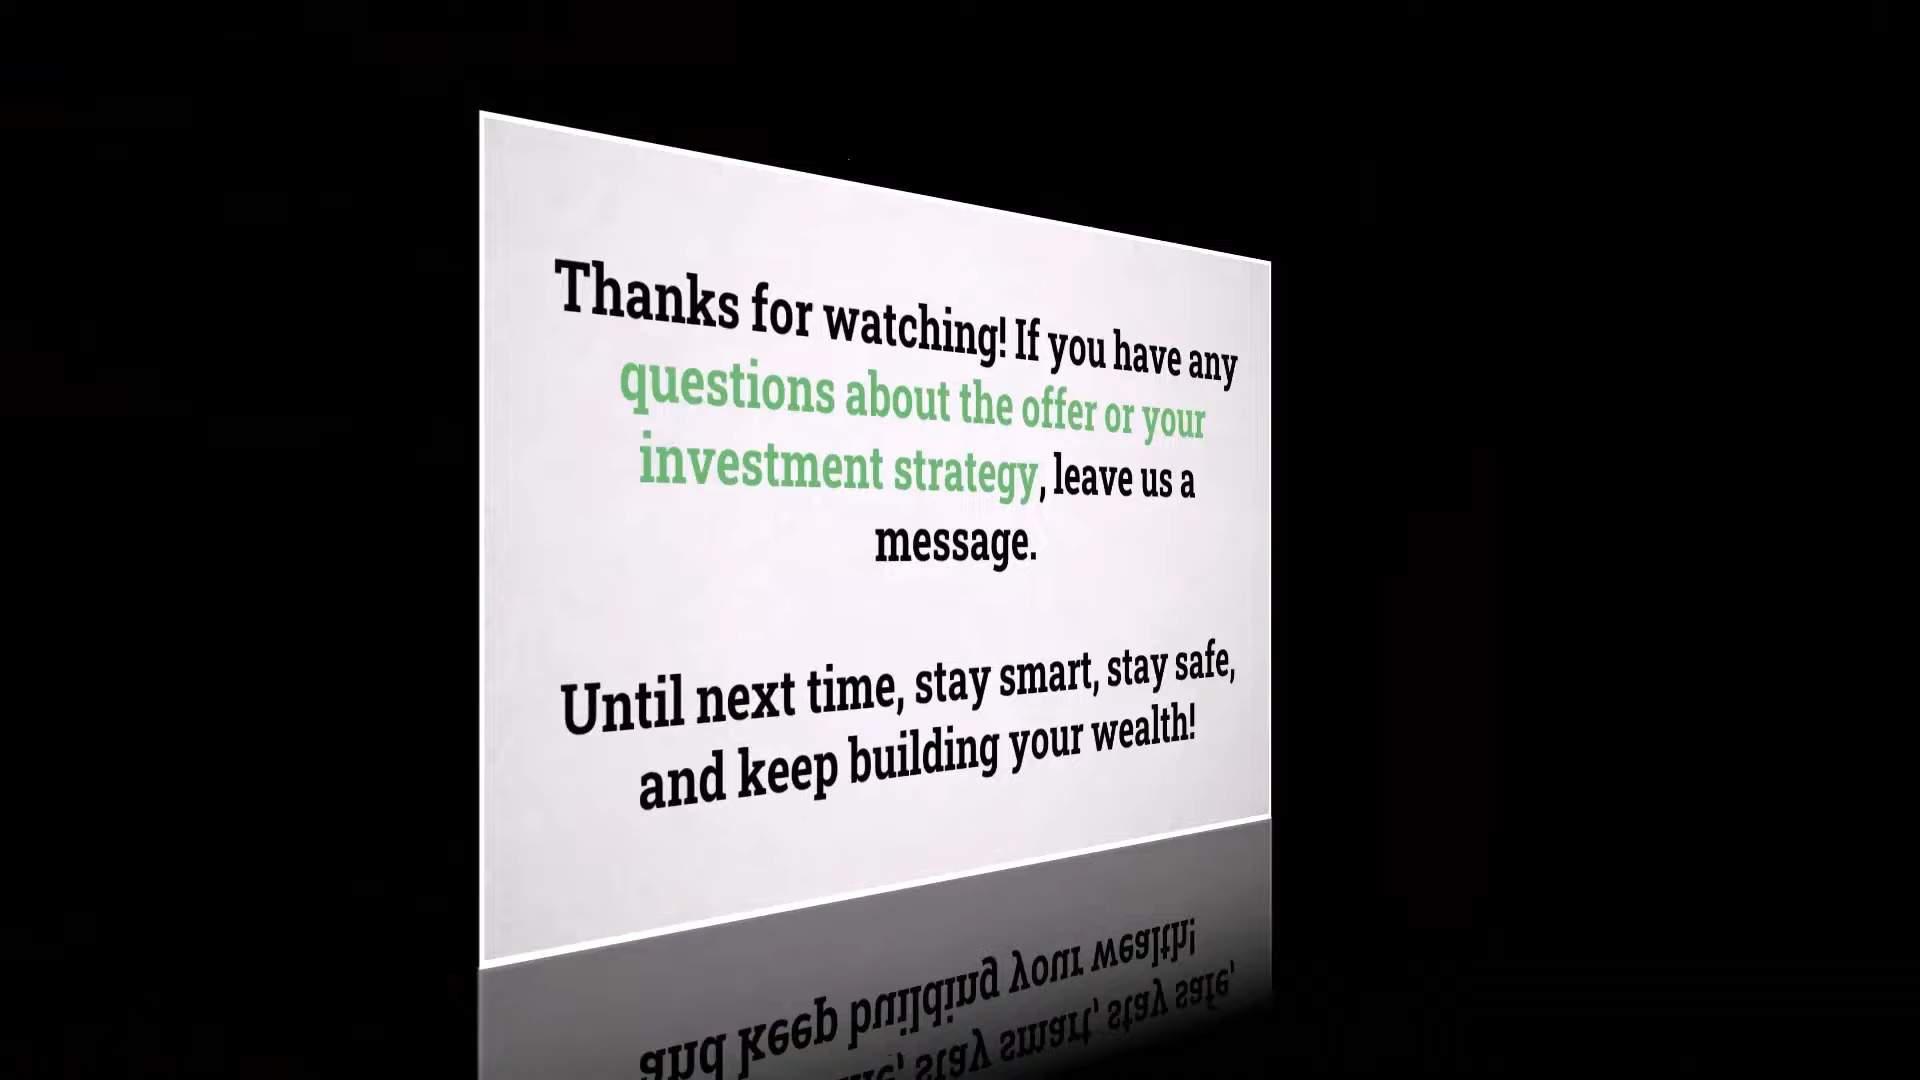 Thanks for watching! If you have any
questions about the offer or your
investment strategy, leave us a
message.
Until next time, stay smart, stay safe,
and keep building your wealth!